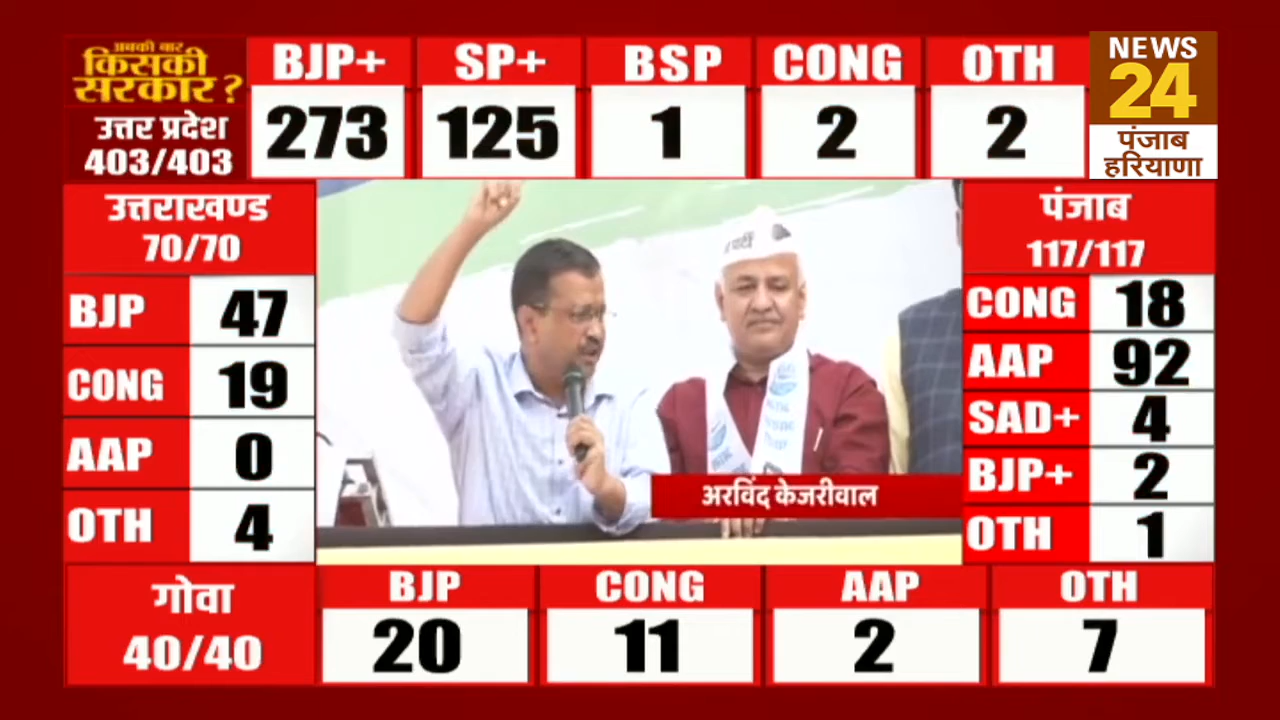 अबकी बार
किसकी
सरकार?
उत्तर प्रदेश
403/403
BJP+
273
SP+
125
BSP
1
CONG
2
OTH
2
NEWS
24
पंजाब
हरियाणा
उत्तराखण्ड
70/70
BJP
47
CONG
19
AAP
0
OTH
4
अरविंद केजरीवाल
पंजाब
117/117
CONG
18
AAP
92
SAD+
4
BJP+
2
OTH
1
गोवा
40/40
BJP
20
CONG
11
AAP
2
OTH
7